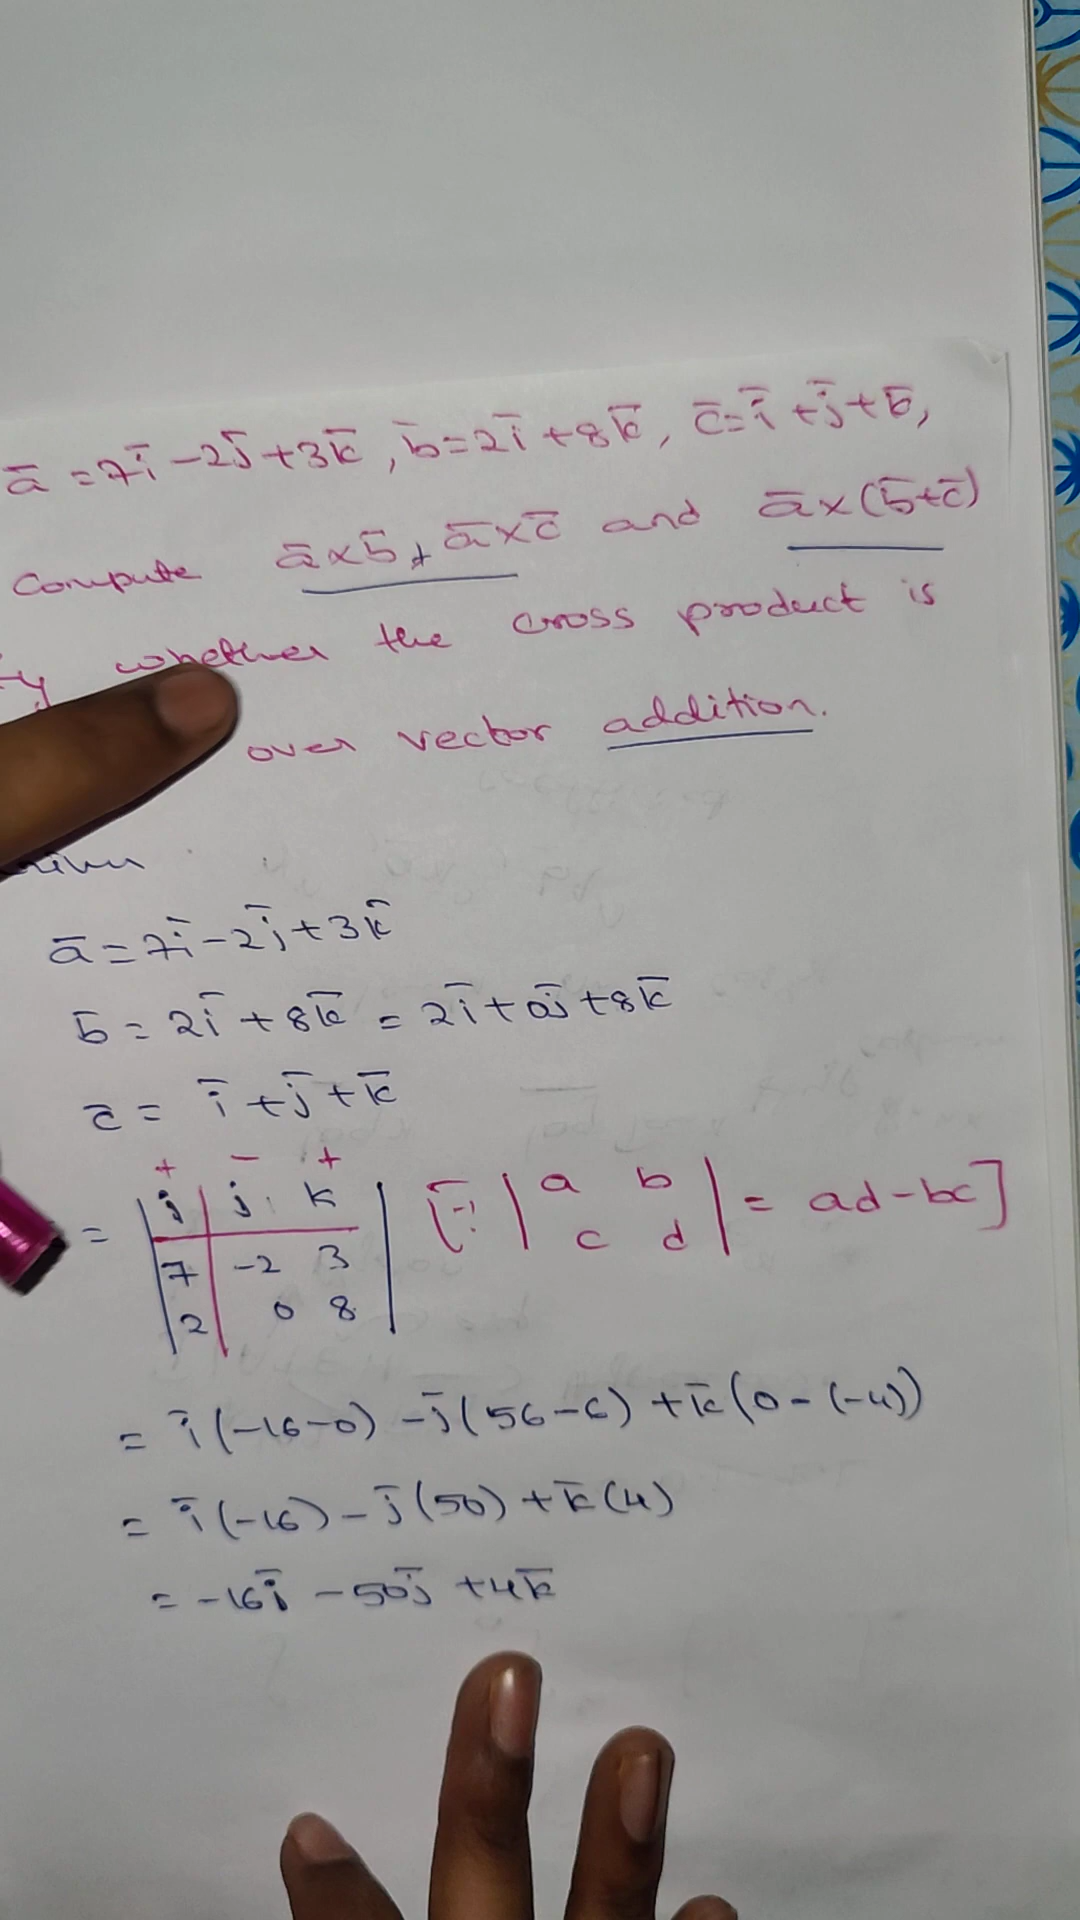 ā = 7ī - 2j̄ + 3k̄, b̄ = 2ī + 8k̄, c̄ = ī + j̄ + k̄,
Compute ā × b̄, ā × c̄ and ā × (b̄ + c̄)
whether the cross product is
over vector addition.
ā = 7ī - 2j̄ + 3k̄
b̄ = 2ī + 8k̄ = 2ī + 0j̄ + 8k̄
c̄ = ī + j̄ + k̄
+ - +
= | i j k | [∵ | a b | = ad - bc]
7 -2 3 c d
2 0 8
= ī(-16-0) - j̄(56-6) + k̄(0-(-4))
= ī(-16) - j̄(50) + k̄(4)
= -16ī - 50j̄ + 4k̄